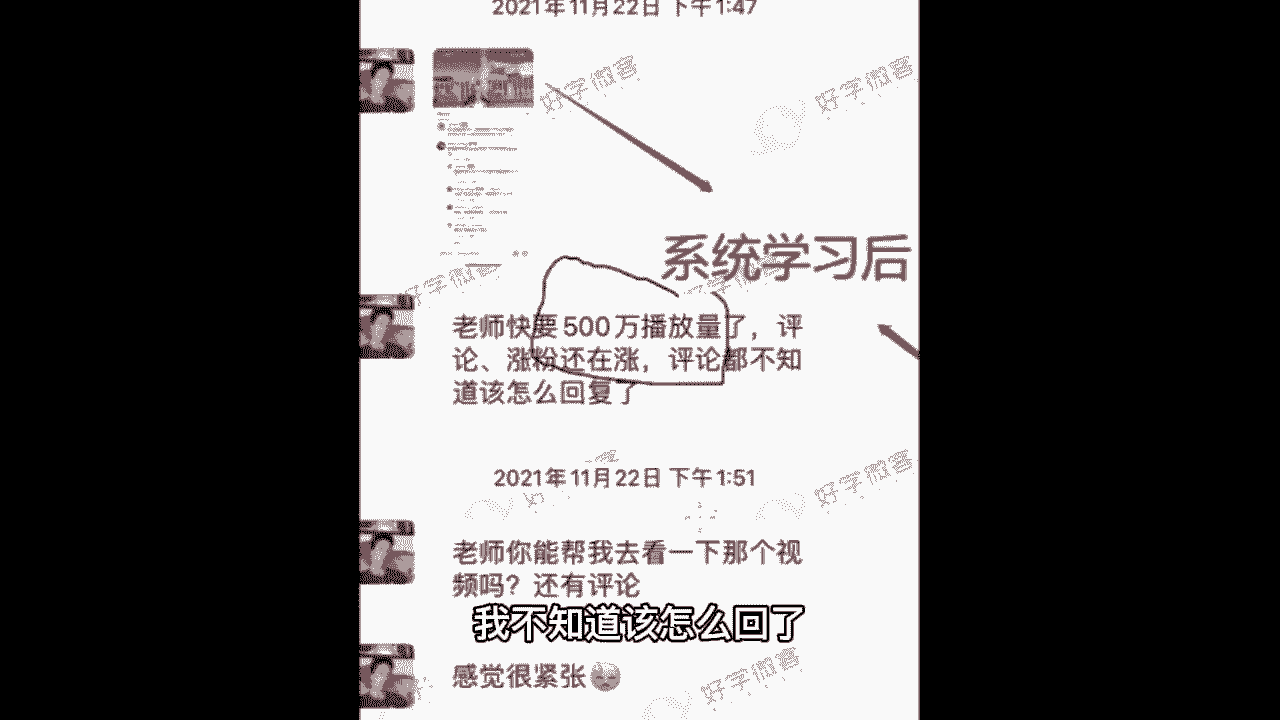 2021年11月22日 下午1:47
好学微客
好学微客
系统学习后
好学微客
老师快要500万播放量了，评
论、涨粉还在涨，评论都不知
道该怎么回复了
2021年11月22日 下午1:51
好学微客
老师你能帮我去看一下那个视
频吗？还有评论
我不知道该怎么回了
感觉很紧张
好学微客